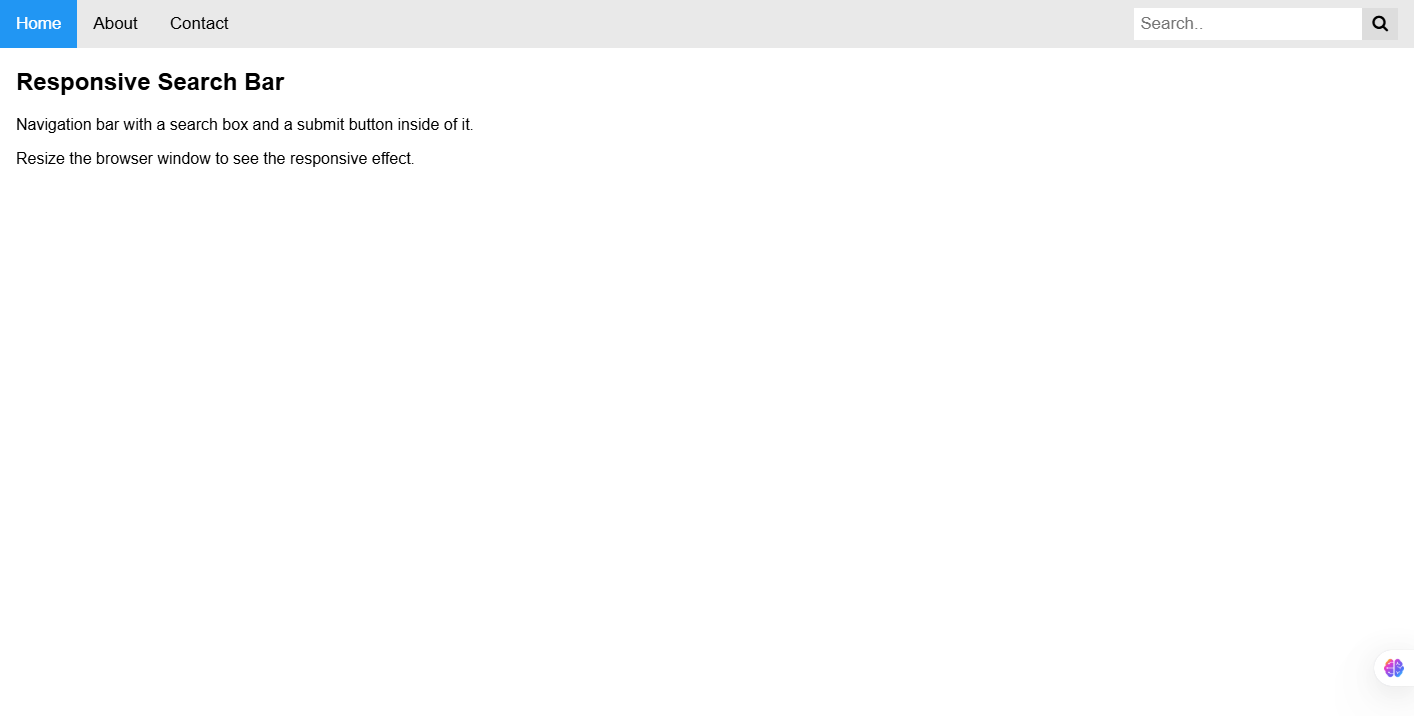 Home About Contact Search..
Responsive Search Bar
Navigation bar with a search box and a submit button inside of it.
Resize the browser window to see the responsive effect.